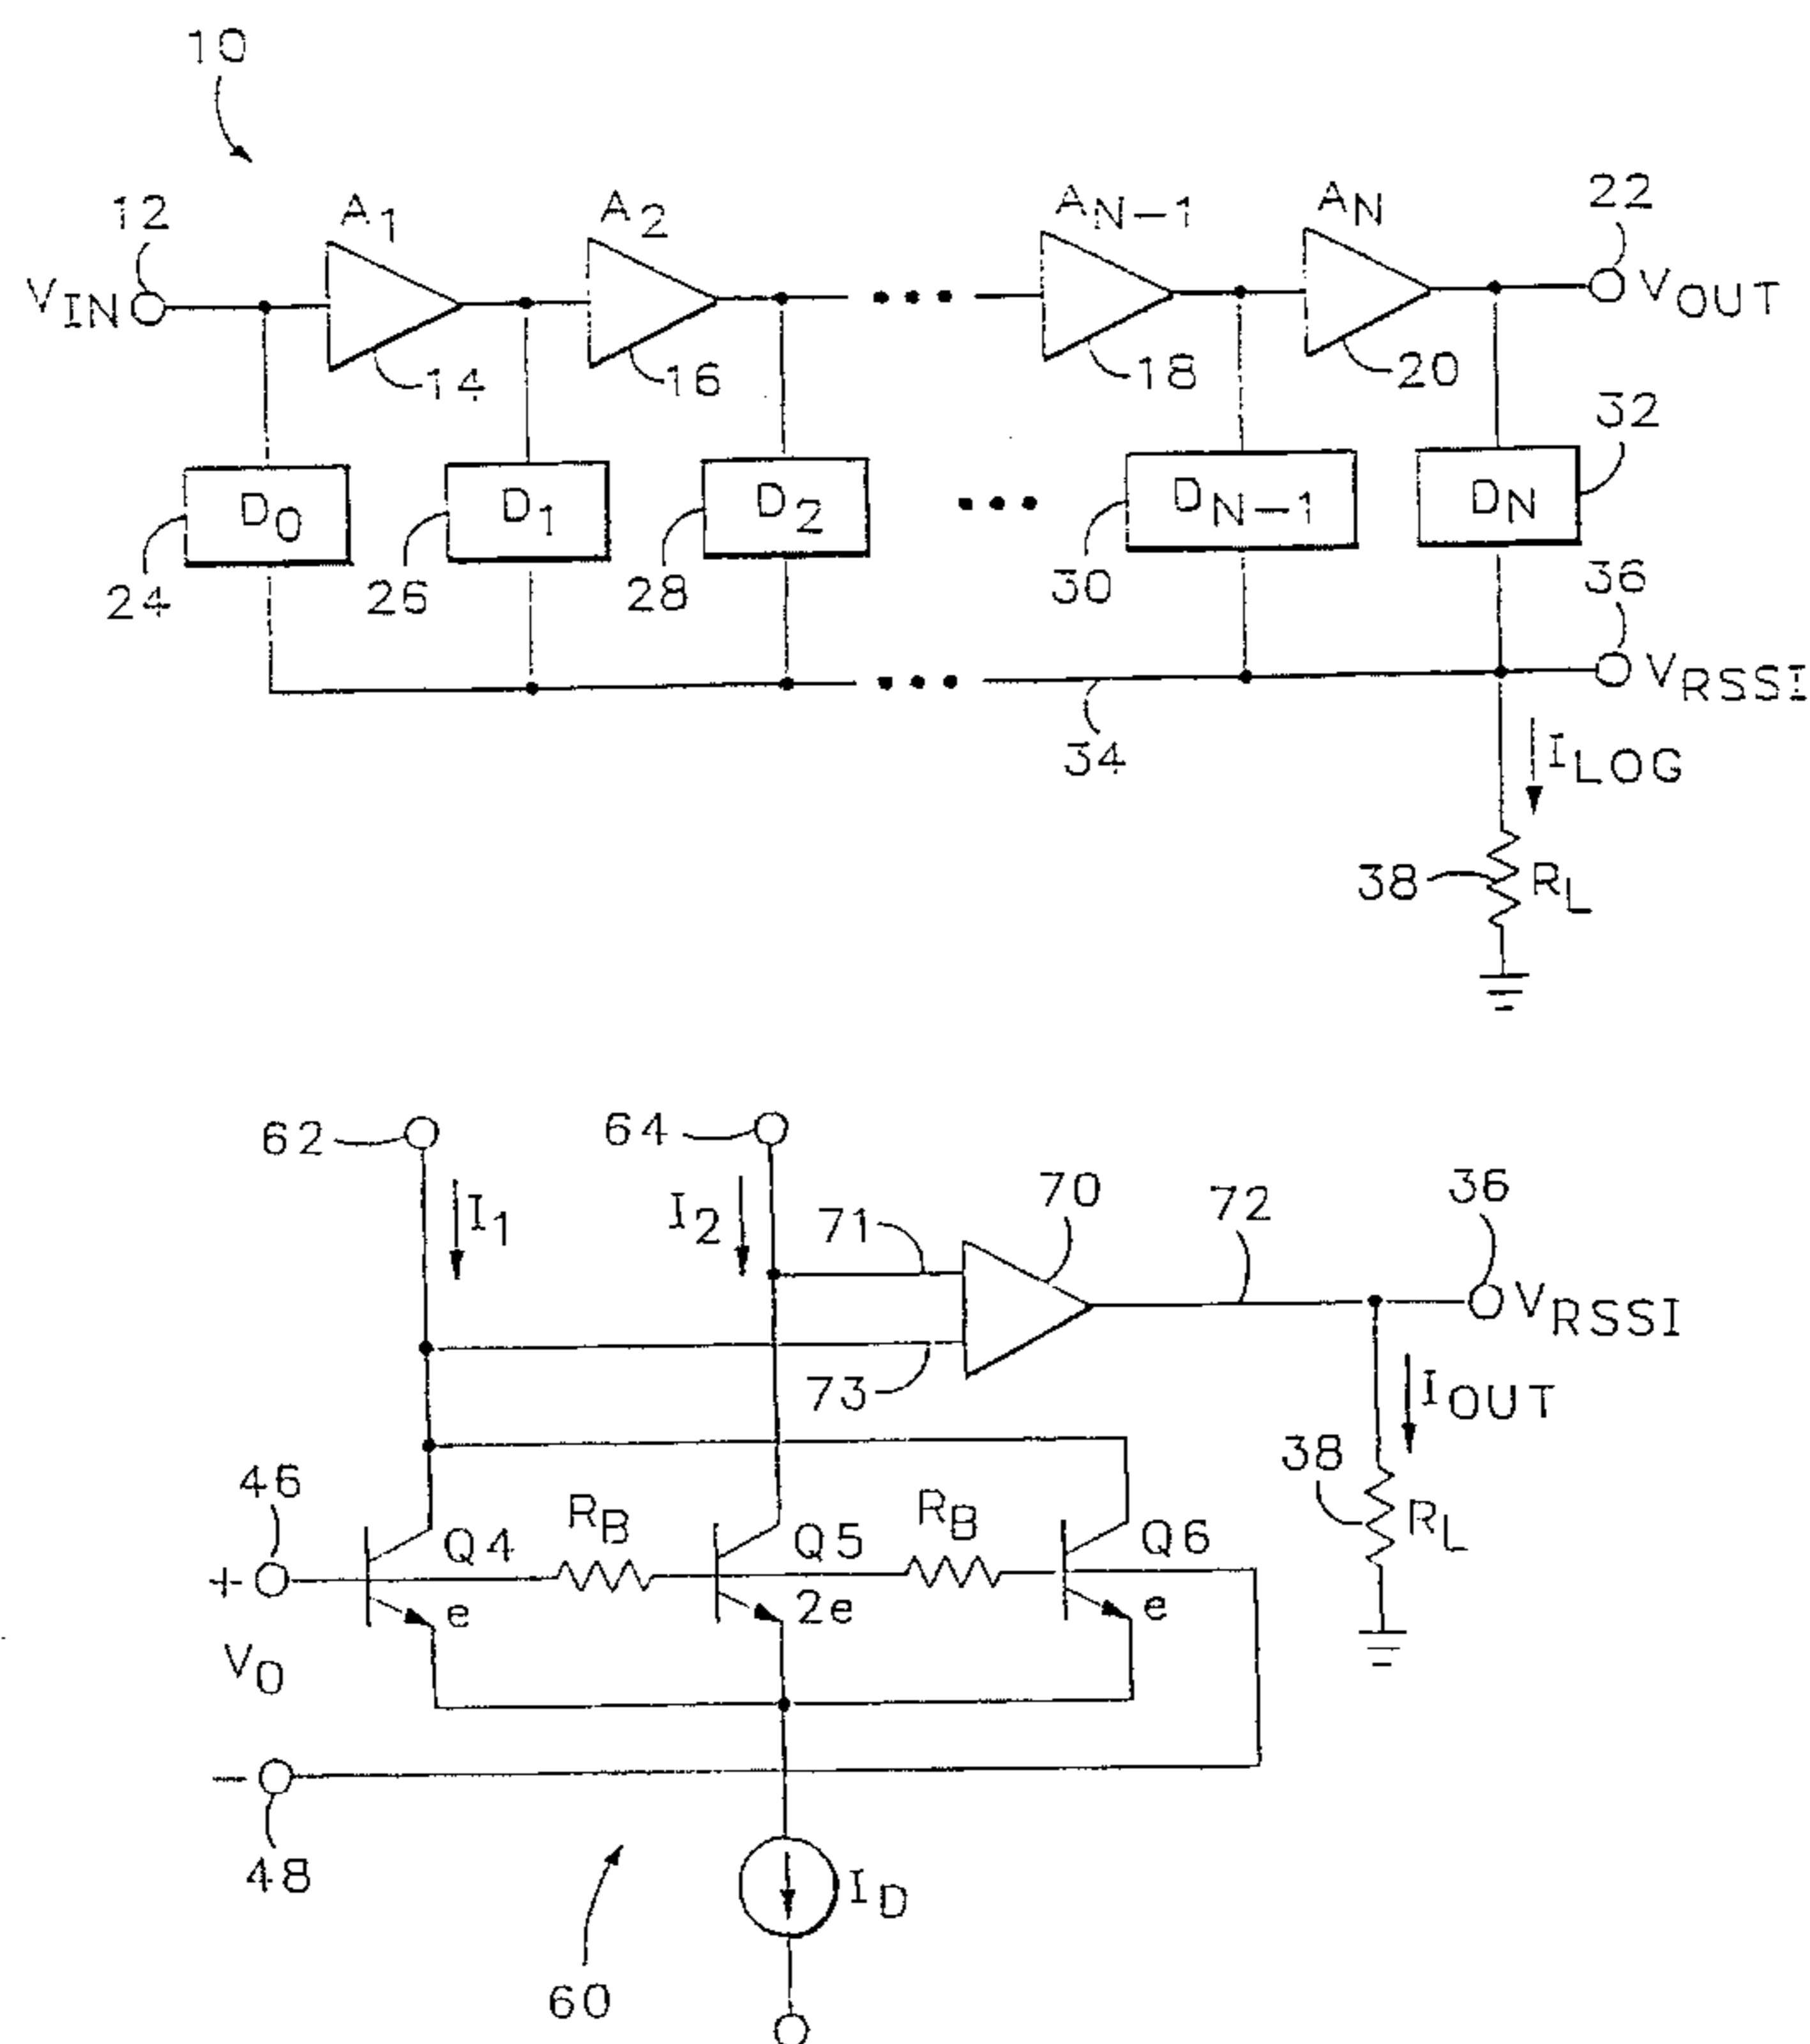 10
12 A1 A2 AN-1 AN 22
VIN VOUT
14 16 18 20
32
D0 D1 D2 DN-1 DN
24 26 28 30 36
VRSSI
34 ILOG
38 RL
62 64 70 72 36
I1 I2 71
VRSSI
73 IOUT
46 RB RB 38
Q4 Q5 Q6 RL
+ e 2e e
VO
−
48 ID
60